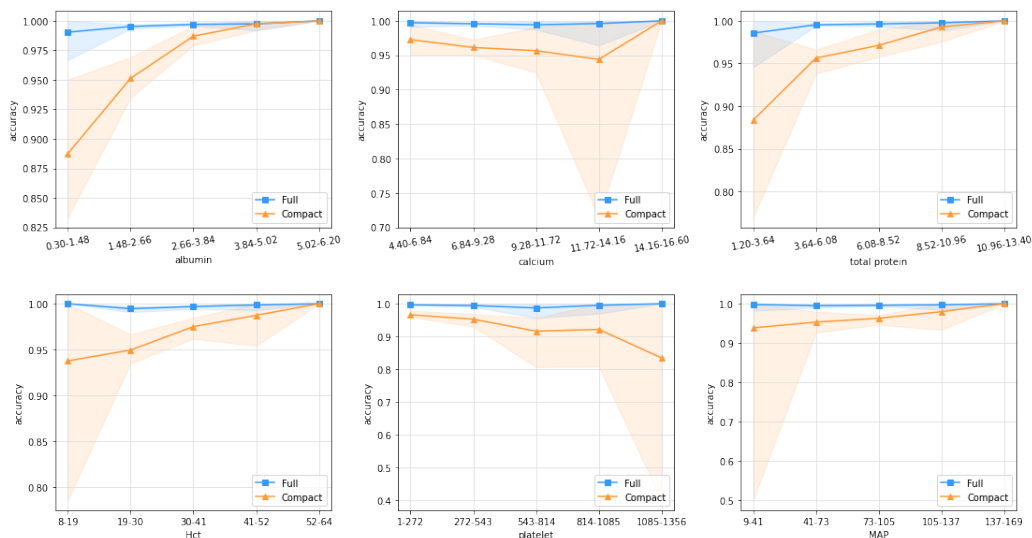 1.000
0.975
0.950
0.925
0.900
0.875
0.850
0.825
accuracy
Full
Compact
0.30-1.48
1.48-2.66
2.66-3.84
3.84-5.02
5.02-6.20
albumin
1.00
0.95
0.90
0.85
0.80
0.75
0.70
accuracy
Full
Compact
4.40-6.84
6.84-9.28
9.28-11.72
11.72-14.16
14.16-16.60
calcium
1.00
0.95
0.90
0.85
0.80
accuracy
Full
Compact
1.20-3.64
3.64-6.08
6.08-8.52
8.52-10.96
10.96-13.40
total protein
1.00
0.95
0.90
0.85
0.80
accuracy
Full
Compact
8-19
19-30
30-41
41-52
52-64
Hct
1.0
0.9
0.8
0.7
0.6
0.5
0.4
accuracy
Full
Compact
1-272
272-543
543-814
814-1085
1085-1356
platelet
1.0
0.9
0.8
0.7
0.6
0.5
accuracy
Full
Compact
9-41
41-73
73-105
105-137
137-169
MAP